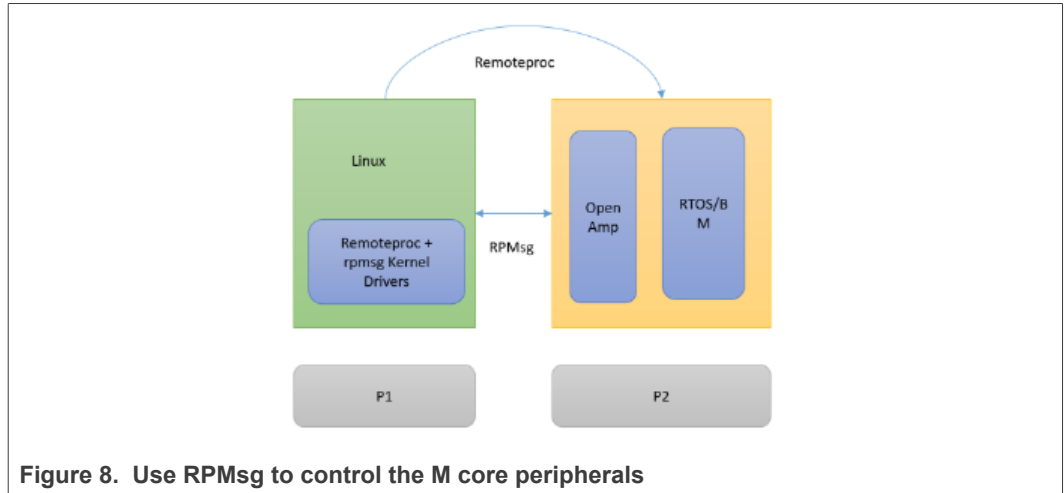 Remoteproc
Linux
Remoteproc +
rpmsg Kernel
Drivers
RPMsg
Open
Amp
RTOS/B
M
P1
P2
Figure 8. Use RPMsg to control the M core peripherals